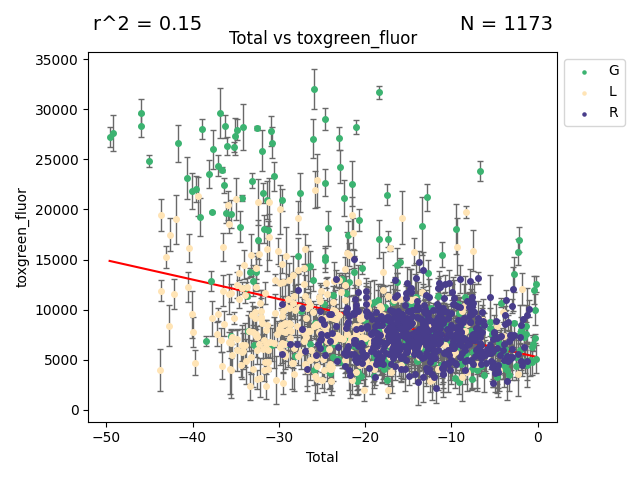 r^2 = 0.15
N = 1173
Total vs toxgreen_fluor
35000
30000
25000
20000
15000
10000
5000
0
toxgreen_fluor
−50
−40
−30
−20
−10
0
Total
G
L
R